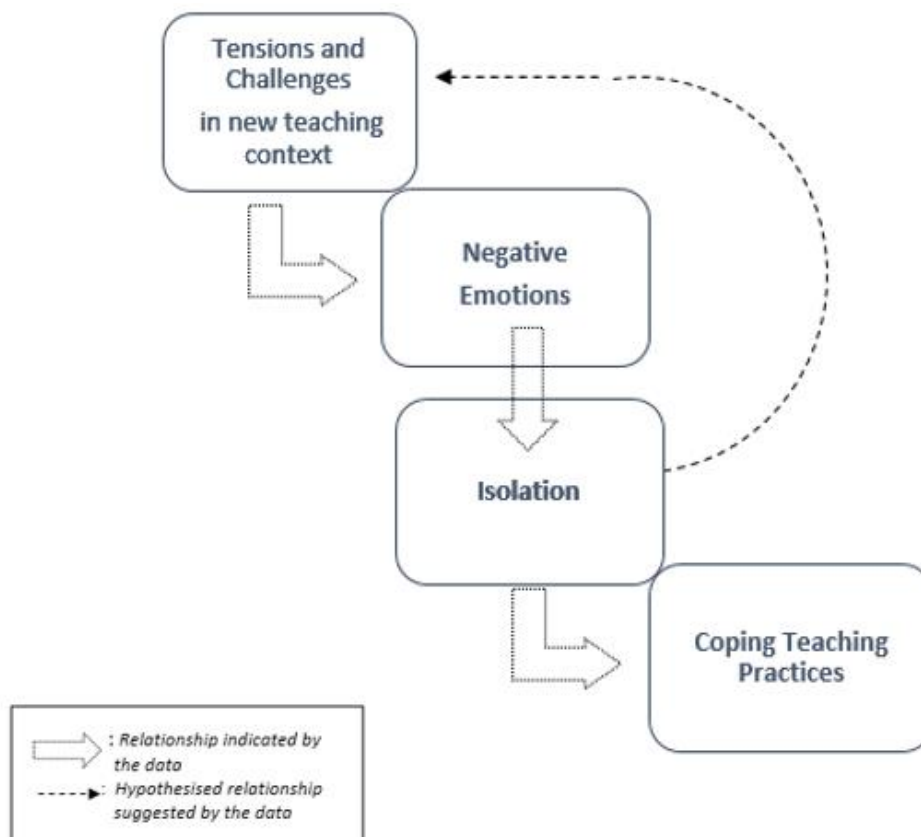 Tensions and
Challenges
in new teaching
context
Negative
Emotions
Isolation
Coping Teaching
Practices
: Relationship indicated by
the data
: Hypothesised relationship
suggested by the data